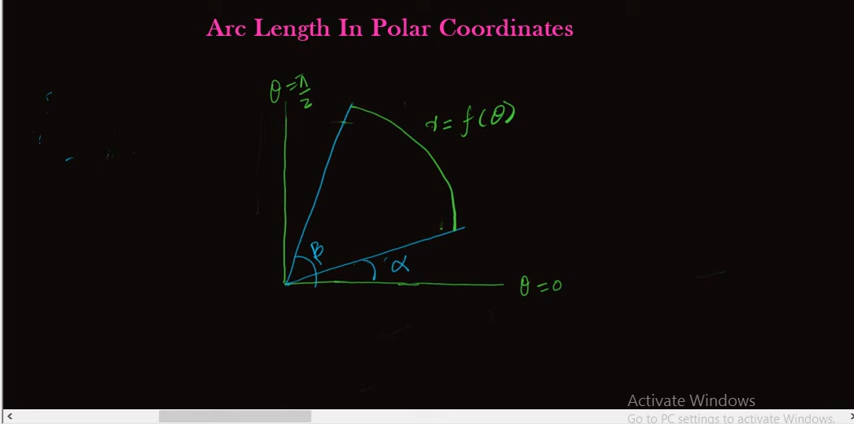 Arc Length In Polar Coordinates
θ = π/2
r = f(θ)
β
α
θ = 0
Activate Windows
Go to PC settings to activate Windows.